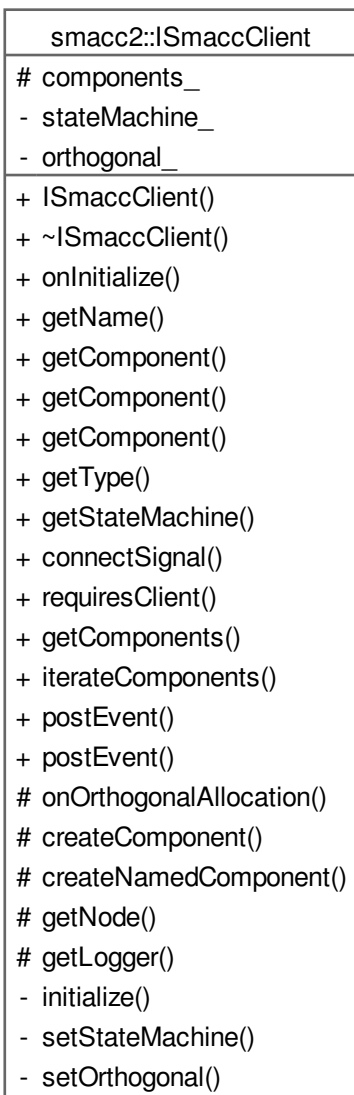 smacc2::ISmaccClient
# components_
- stateMachine_
- orthogonal_
+ ISmaccClient()
+ ~ISmaccClient()
+ onInitialize()
+ getName()
+ getComponent()
+ getComponent()
+ getComponent()
+ getType()
+ getStateMachine()
+ connectSignal()
+ requiresClient()
+ getComponents()
+ iterateComponents()
+ postEvent()
+ postEvent()
# onOrthogonalAllocation()
# createComponent()
# createNamedComponent()
# getNode()
# getLogger()
- initialize()
- setStateMachine()
- setOrthogonal()